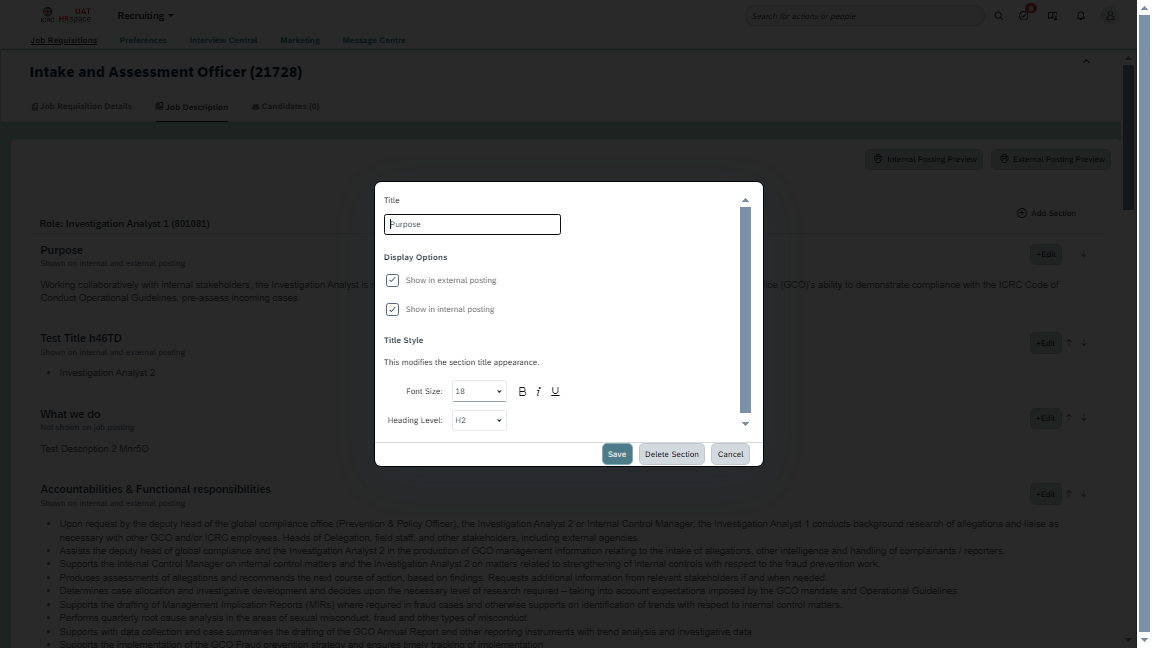 UAT
ICRC HRspace
Recruiting
Search for actions or people
Job Requisitions
Preferences
Interview Central
Marketing
Message Centre
Intake and Assessment Officer (21728)
Job Requisition Details
Job Description
Candidates (0)
Internal Posting Preview
External Posting Preview
Add Section
Role: Investigation Analyst 1 (801081)
Purpose
+Edit
Shown on internal and external posting
Working collaboratively with internal stakeholders, the Investigation Analyst is
ce (GCO)'s ability to demonstrate compliance with the ICRC Code of
Conduct Operational Guidelines, pre-assess incoming cases.
Test Title h46TD
+Edit
Shown on internal and external posting
• Investigation Analyst 2
What we do
+Edit
Not shown on job posting
Test Description 2 Mnr5O
Accountabilities & Functional responsibilities
+Edit
Shown on internal and external posting
• Upon request by the deputy head of the global compliance office (Prevention & Policy Officer), the Investigation Analyst 2 or Internal Control Manager, the Investigation Analyst 1 conducts background research of allegations and liaise as
necessary with other GCO and/or ICRC employees, Heads of Delegation, field staff, and other stakeholders, including external agencies.
• Assists the deputy head of global compliance and the Investigation Analyst 2 in the production of GCO management information relating to the intake of allegations, other intelligence and handling of complainants / reporters.
• Supports the Internal Control Manager on internal control matters and the Investigation Analyst 2 on matters related to strengthening of internal controls with respect to the fraud prevention work.
• Produces assessments of allegations and recommends the next course of action, based on findings. Requests additional information from relevant stakeholders if and when needed.
• Determines case allocation and investigative development and decides upon the necessary level of research required – taking into account expectations imposed by the GCO mandate and Operational Guidelines.
• Supports the drafting of Management Implication Reports (MIRs) where required in fraud cases and otherwise supports on identification of trends with respect to internal control matters.
• Performs quarterly root cause analysis in the areas of sexual misconduct, fraud and other types of misconduct.
• Supports with data collection and case summaries the drafting of the GCO Annual Report and other reporting instruments with trend analysis and investigative data
• Supports the implementation of the GCO Fraud prevention strategy and ensures timely tracking of implementation
Title
Purpose
Display Options
Show in external posting
Show in internal posting
Title Style
This modifies the section title appearance.
Font Size: 18 B i U
Heading Level: H2
Save Delete Section Cancel